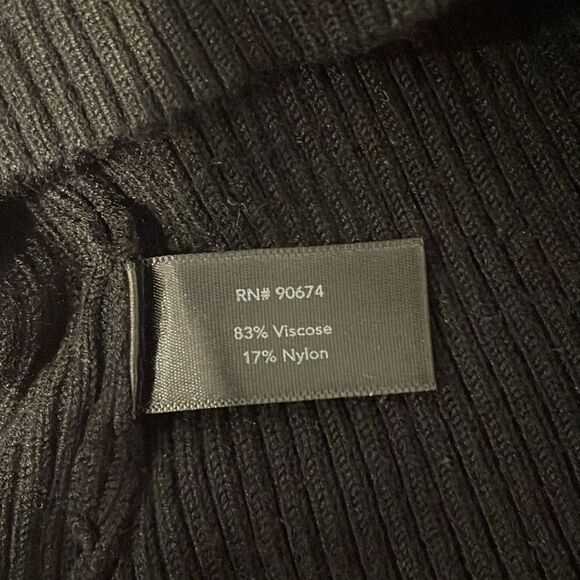 RN# 90674
83% Viscose
17% Nylon